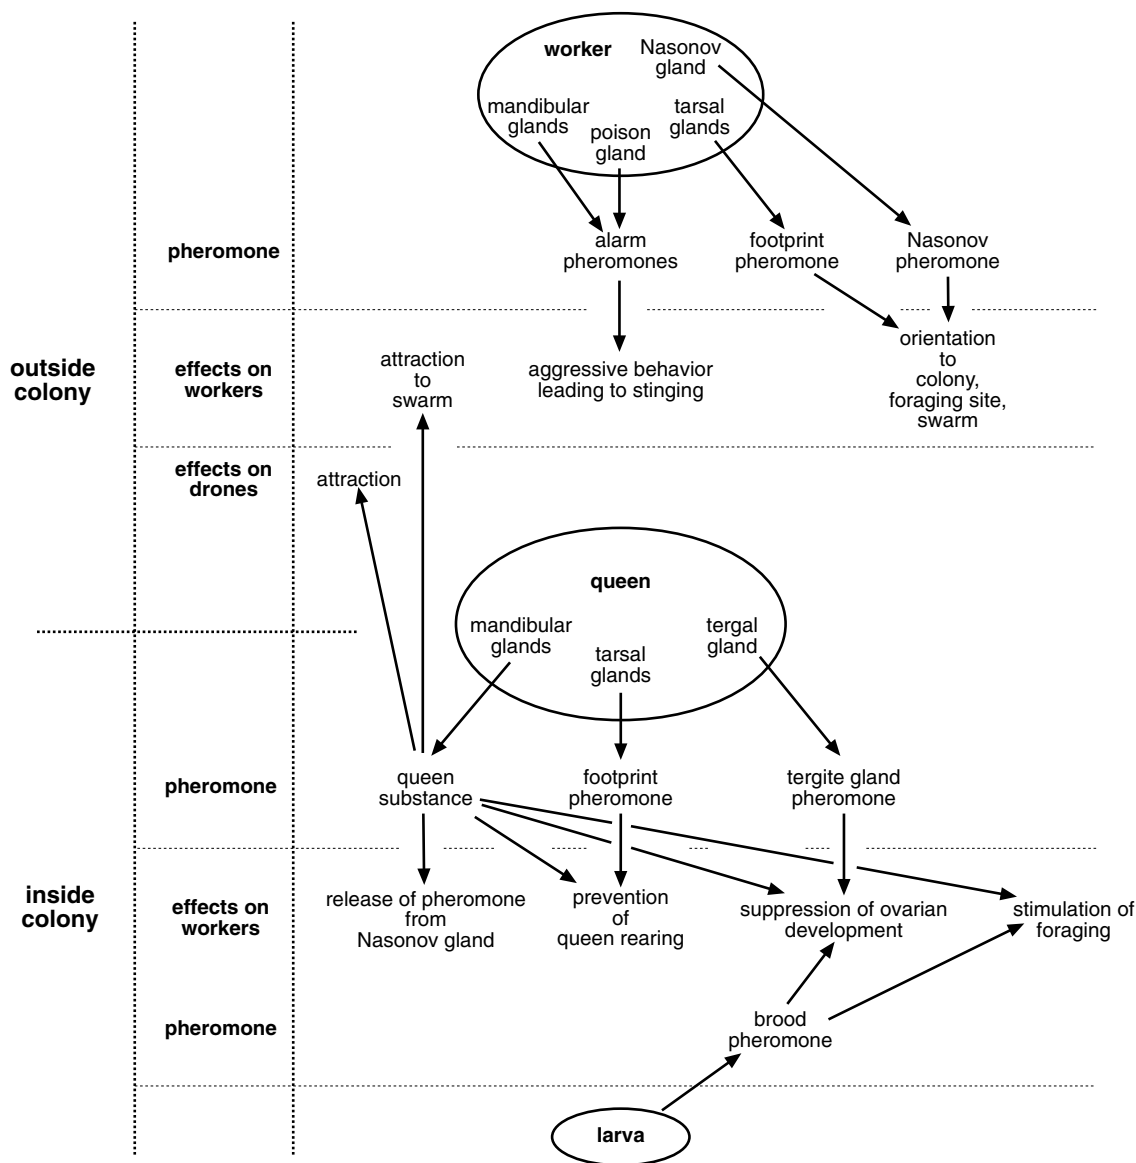 worker
Nasonov
gland
mandibular
glands
poison
gland
tarsal
glands
pheromone
alarm
pheromones
footprint
pheromone
Nasonov
pheromone
outside
colony
effects on
workers
attraction
to
swarm
aggressive behavior
leading to stinging
orientation
to
colony,
foraging site,
swarm
effects on
drones
attraction
queen
mandibular
glands
tarsal
glands
tergal
gland
pheromone
queen
substance
footprint
pheromone
tergite gland
pheromone
inside
colony
effects on
workers
release of pheromone
from
Nasonov gland
prevention
of
queen rearing
suppression of ovarian
development
stimulation of
foraging
pheromone
brood
pheromone
larva